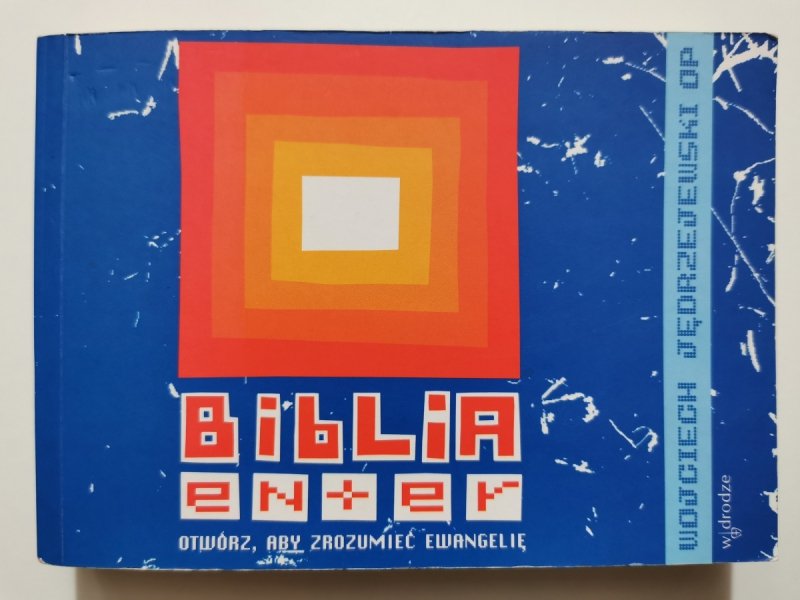 BiBLiA
enter
OTWÓRZ, ABY ZROZUMIEĆ EWANGELIĘ
WOJCIECH JĘDRZEJEWSKI OP
w drodze